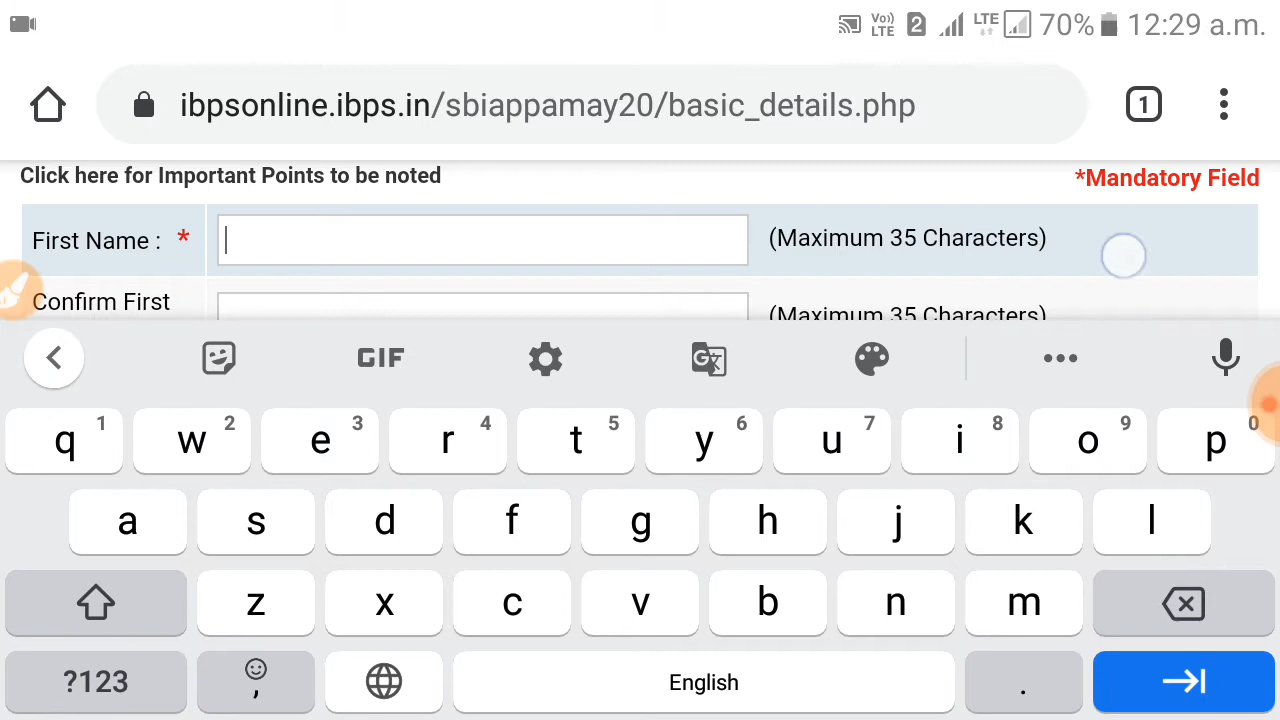 Vo)) LTE 2 LTE 70% 12:29 a.m.
ibpsonline.ibps.in/sbiappamay20/basic_details.php 1
Click here for Important Points to be noted *Mandatory Field
First Name : * (Maximum 35 Characters)
Confirm First (Maximum 35 Characters)
GIF G
q 1 w 2 e 3 r 4 t 5 y 6 u 7 i 8 o 9 p 0
a s d f g h j k l
z x c v b n m
?123 , English .